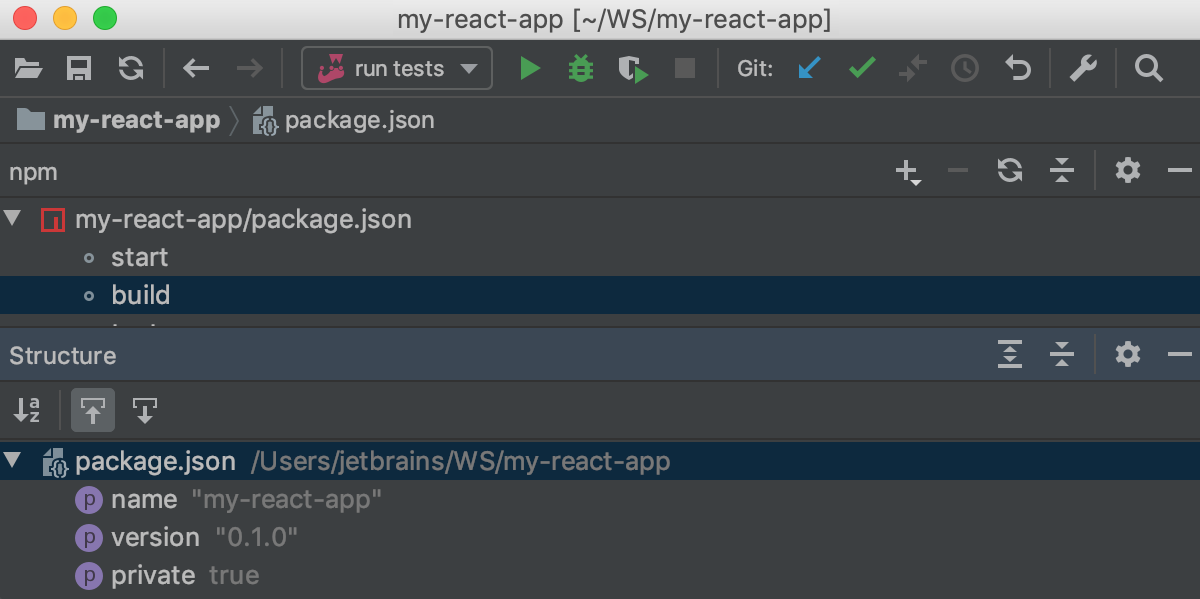 my-react-app [~/WS/my-react-app]
run tests Git:
my-react-app package.json
npm
my-react-app/package.json
start
build
Structure
package.json /Users/jetbrains/WS/my-react-app
p name "my-react-app"
p version "0.1.0"
p private true